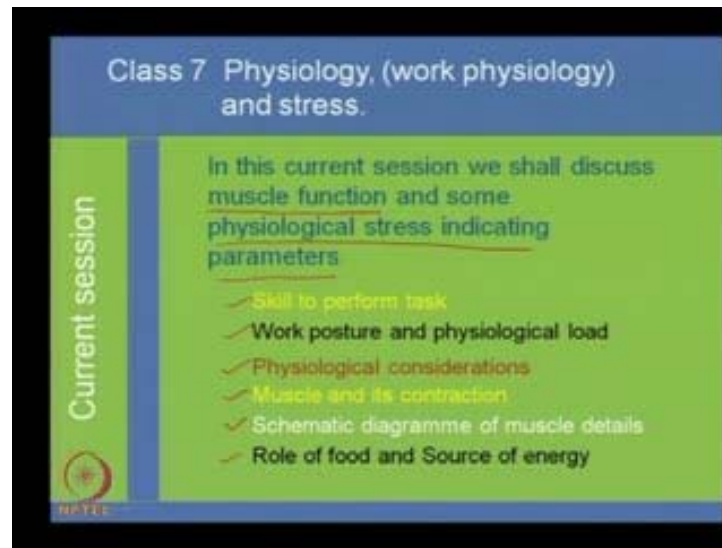 Class 7 Physiology, (work physiology)
and stress.
Current session
In this current session we shall discuss
muscle function and some
physiological stress indicating
parameters
Skill to perform task
Work posture and physiological load
Physiological considerations
Muscle and its contraction
Schematic diagramme of muscle details
Role of food and Source of energy
NPTEL